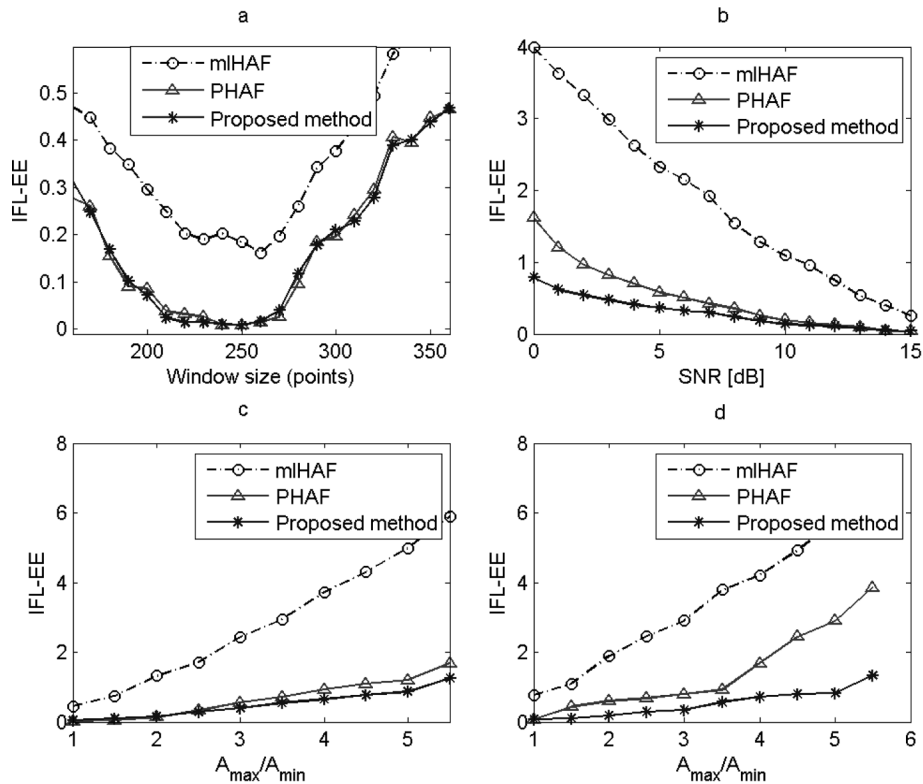 a
mlHAF
PHAF
Proposed method
0.5
0.4
0.3
0.2
0.1
0
IFL-EE
200
250
300
350
Window size (points)
b
mlHAF
PHAF
Proposed method
4
3
2
1
0
IFL-EE
0
5
10
15
SNR [dB]
c
mlHAF
PHAF
Proposed method
8
6
4
2
0
IFL-EE
1
2
3
4
5
Amax/Amin
d
mlHAF
PHAF
Proposed method
8
6
4
2
0
IFL-EE
1
2
3
4
5
6
Amax/Amin